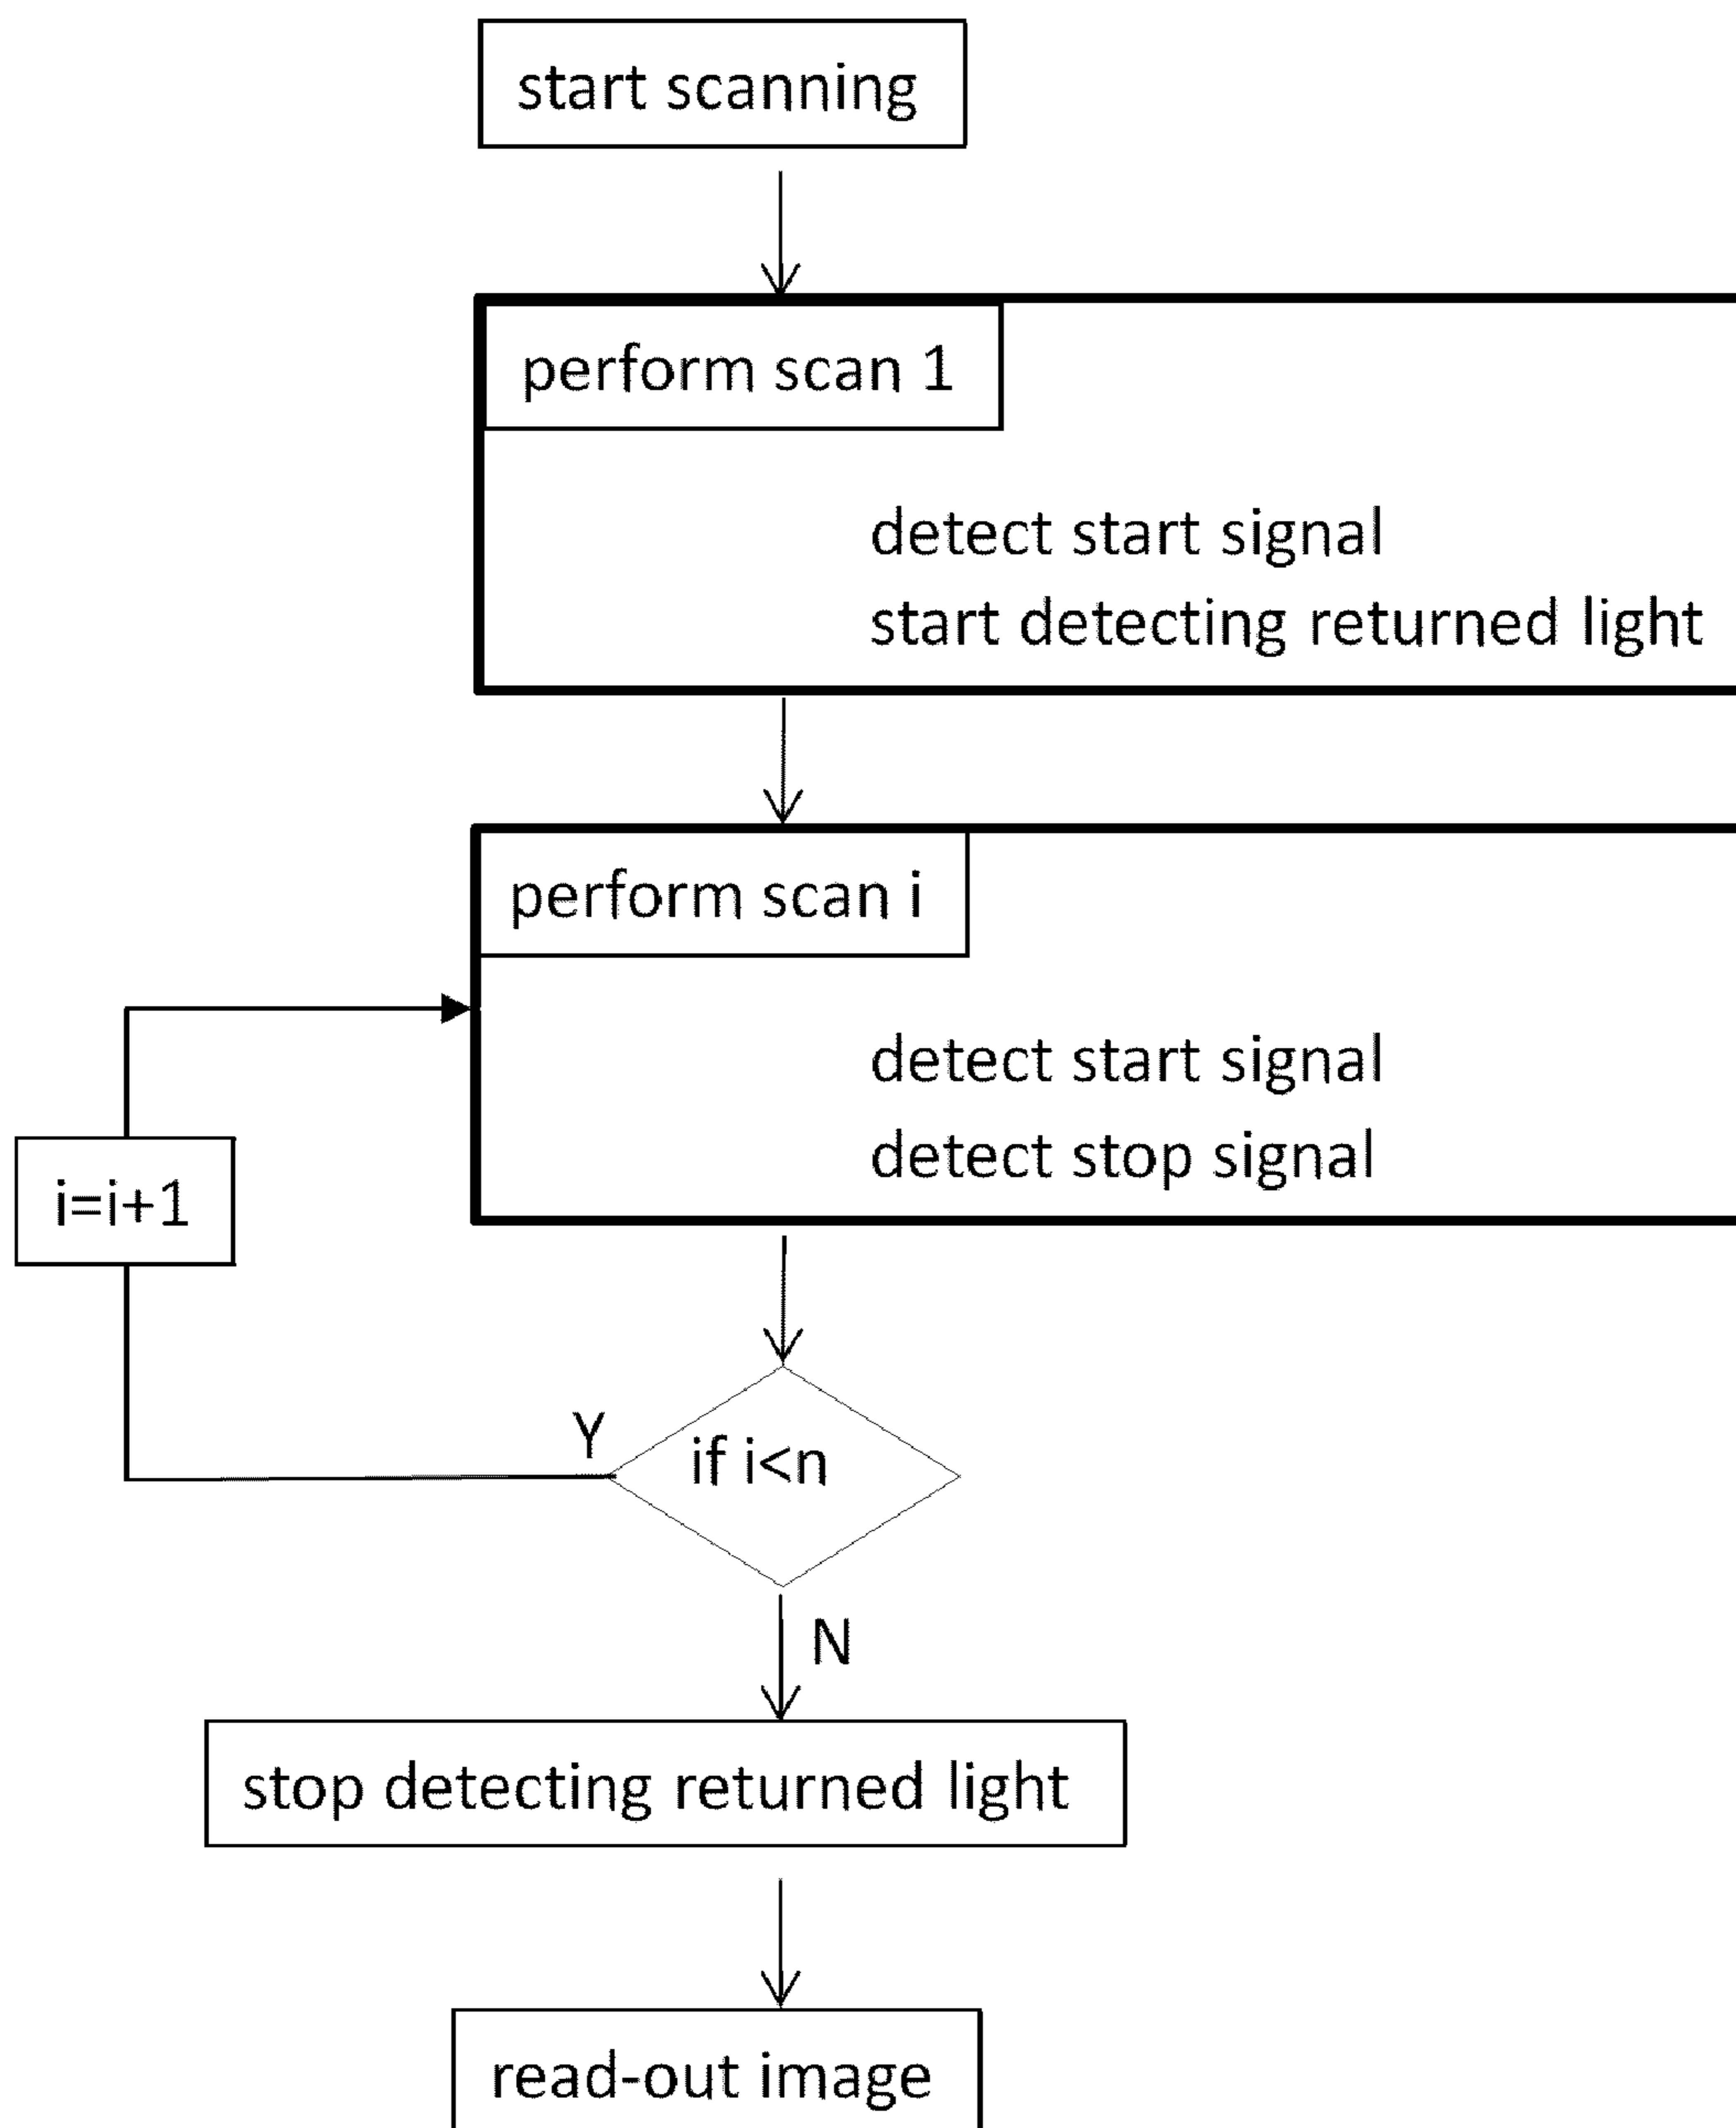 start scanning
perform scan 1
detect start signal
start detecting returned light
perform scan i
detect start signal
detect stop signal
i=i+1
Y
if i<n
N
stop detecting returned light
read-out image